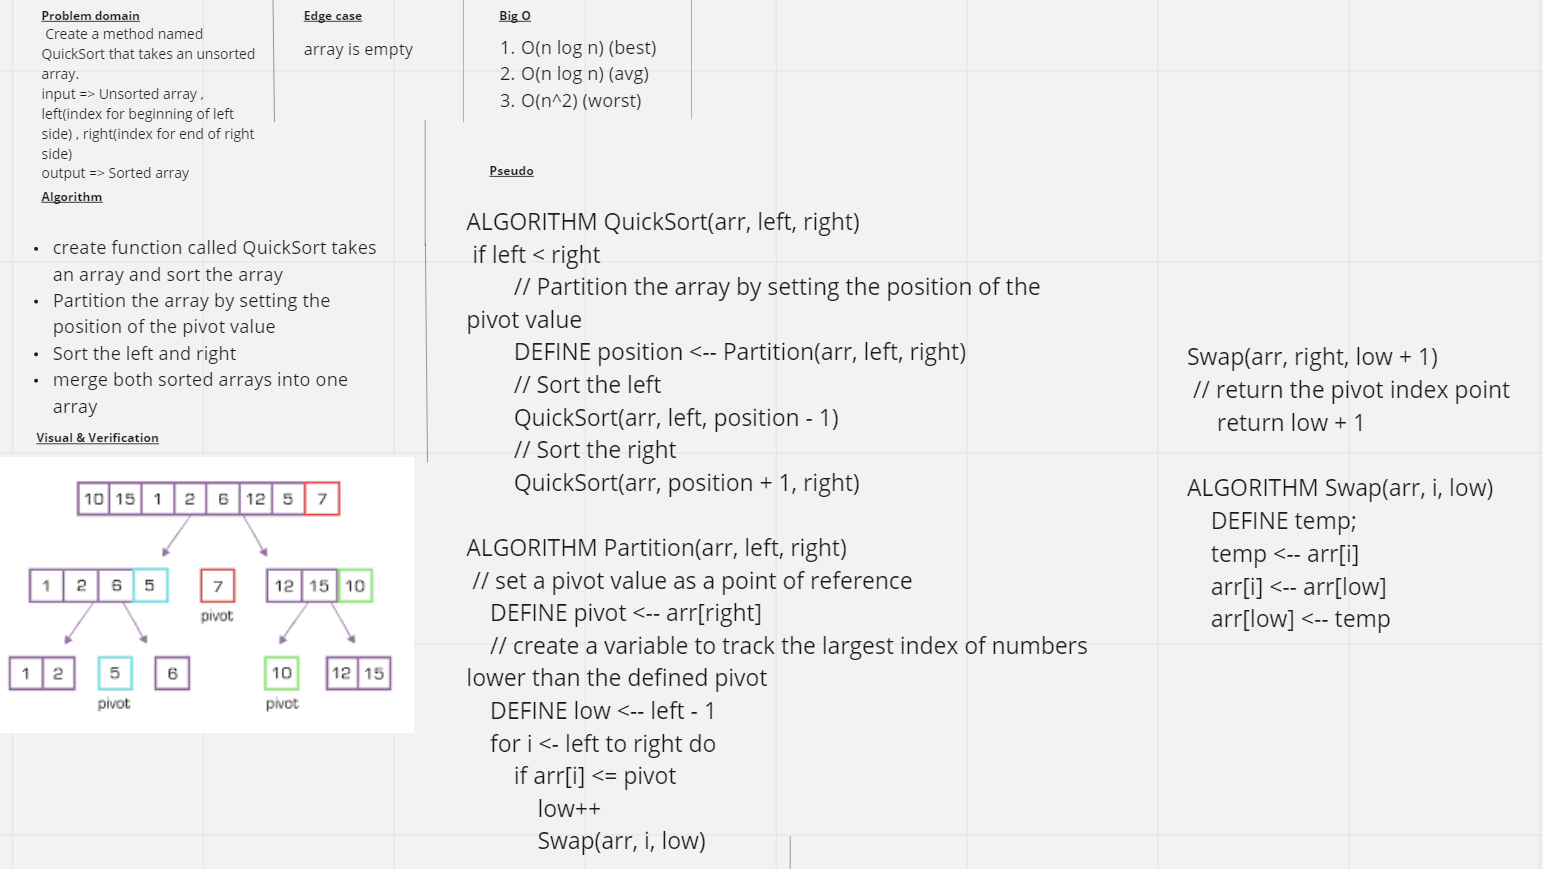 Problem domain
Create a method named
QuickSort that takes an unsorted
array.
input => Unsorted array ,
left(index for beginning of left
side) , right(index for end of right
side)
output => Sorted array
Edge case
array is empty
Big O
1. O(n log n) (best)
2. O(n log n) (avg)
3. O(n^2) (worst)
Algorithm
• create function called QuickSort takes
an array and sort the array
• Partition the array by setting the
position of the pivot value
• Sort the left and right
• merge both sorted arrays into one
array
Visual & Verification
10 15 1 2 6 12 5 7
1 2 6 5 7 12 15 10
pivot
1 2 5 6 10 12 15
pivot pivot
Pseudo
ALGORITHM QuickSort(arr, left, right)
if left < right
// Partition the array by setting the position of the
pivot value
DEFINE position <-- Partition(arr, left, right)
// Sort the left
QuickSort(arr, left, position - 1)
// Sort the right
QuickSort(arr, position + 1, right)
ALGORITHM Partition(arr, left, right)
// set a pivot value as a point of reference
DEFINE pivot <-- arr[right]
// create a variable to track the largest index of numbers
lower than the defined pivot
DEFINE low <-- left - 1
for i <- left to right do
if arr[i] <= pivot
low++
Swap(arr, i, low)
Swap(arr, right, low + 1)
// return the pivot index point
return low + 1
ALGORITHM Swap(arr, i, low)
DEFINE temp;
temp <-- arr[i]
arr[i] <-- arr[low]
arr[low] <-- temp